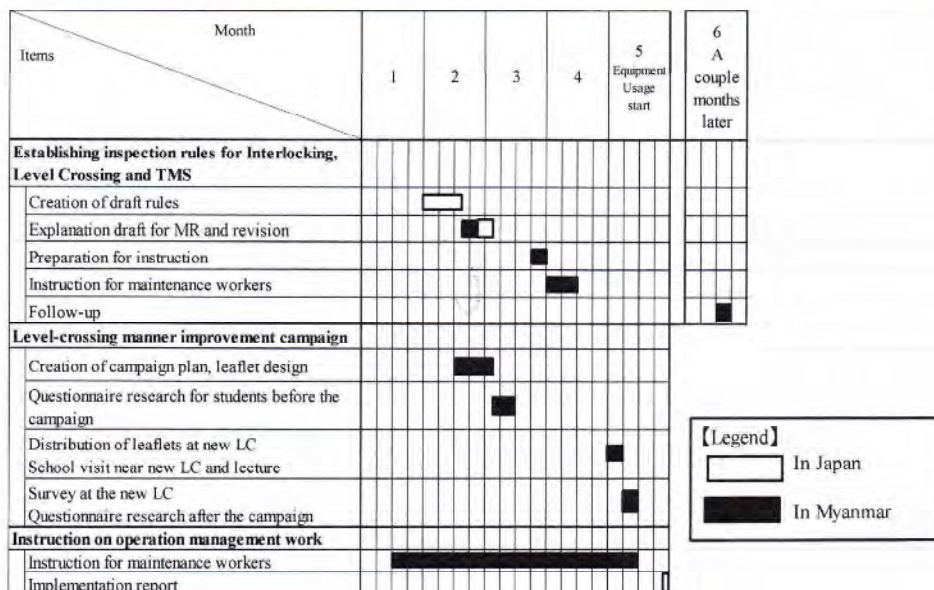 Month
Items
1
2
3
4
5
Equipment
Usage
start
6
A
couple
months
later
Establishing inspection rules for Interlocking,
Level Crossing and TMS
Creation of draft rules
Explanation draft for MR and revision
Preparation for instruction
Instruction for maintenance workers
Follow-up
Level-crossing manner improvement campaign
Creation of campaign plan, leaflet design
Questionnaire research for students before the
campaign
Distribution of leaflets at new LC
School visit near new LC and lecture
Survey at the new LC
Questionnaire research after the campaign
Instruction on operation management work
Instruction for maintenance workers
Implementation report
【Legend】
In Japan
In Myanmar